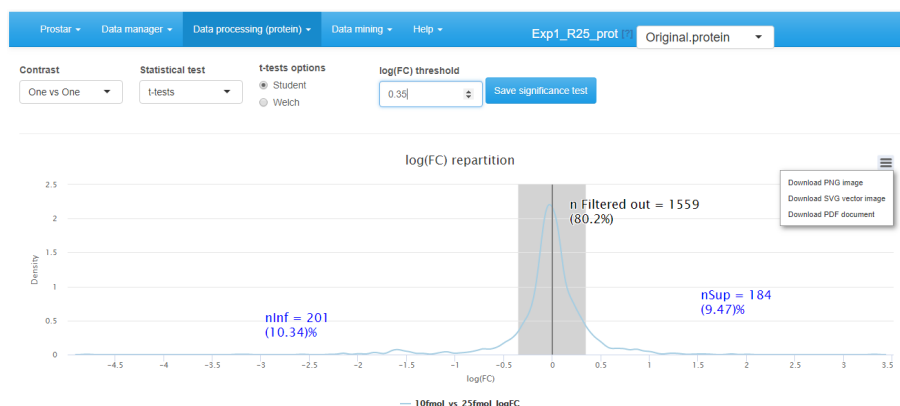 Prostar Data manager Data processing (protein) Data mining Help Exp1_R25_prot [?] Original.protein
Contrast Statistical test t-tests options log(FC) threshold
One vs One t-tests Student 0.35 Save significance test
Welch
log(FC) repartition
Download PNG image
Download SVG vector image
Download PDF document
n Filtered out = 1559
(80.2%)
nInf = 201
(10.34)%
nSup = 184
(9.47)%
Density
2.5
2
1.5
1
0.5
0
-4.5 -4 -3.5 -3 -2.5 -2 -1.5 -1 -0.5 0 0.5 1 1.5 2 2.5 3 3.5
log(FC)
10fmol_vs_25fmol_logFC